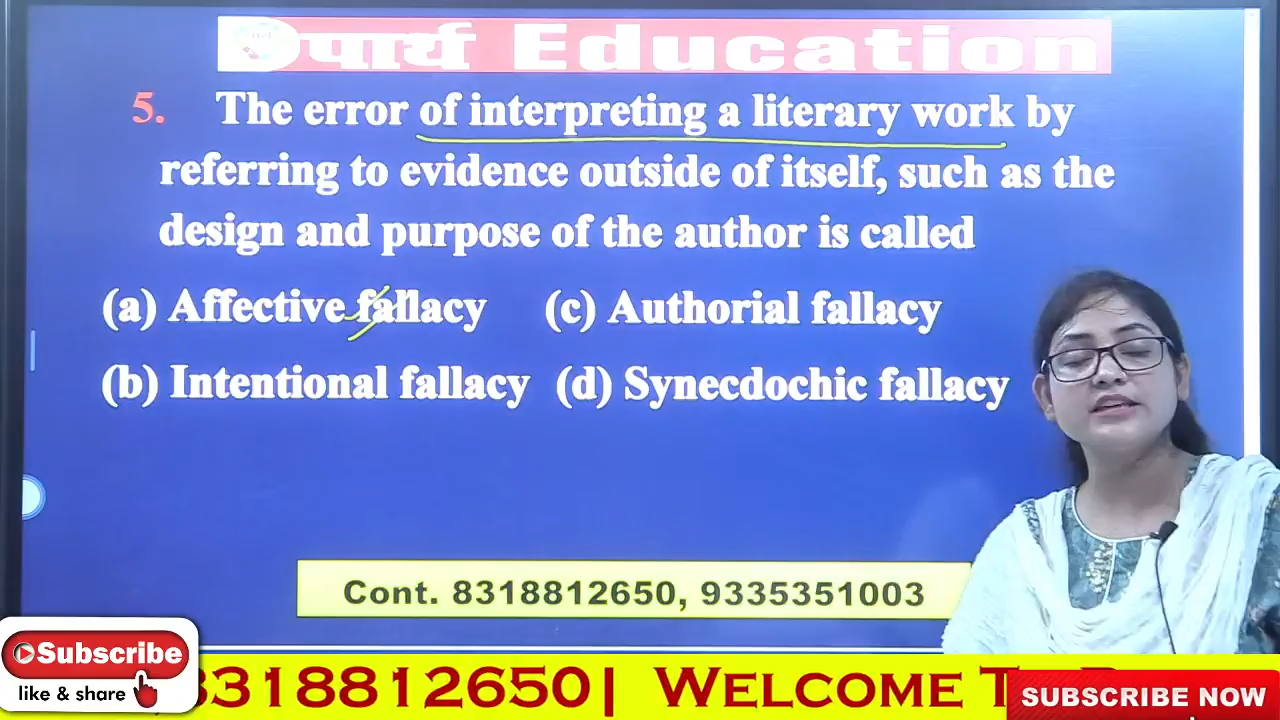 पार्थ Education
5. The error of interpreting a literary work by
referring to evidence outside of itself, such as the
design and purpose of the author is called
(a) Affective fallacy (c) Authorial fallacy
(b) Intentional fallacy (d) Synecdochic fallacy
Cont. 8318812650, 9335351003
Subscribe
like & share
8318812650| WELCOME
SUBSCRIBE NOW